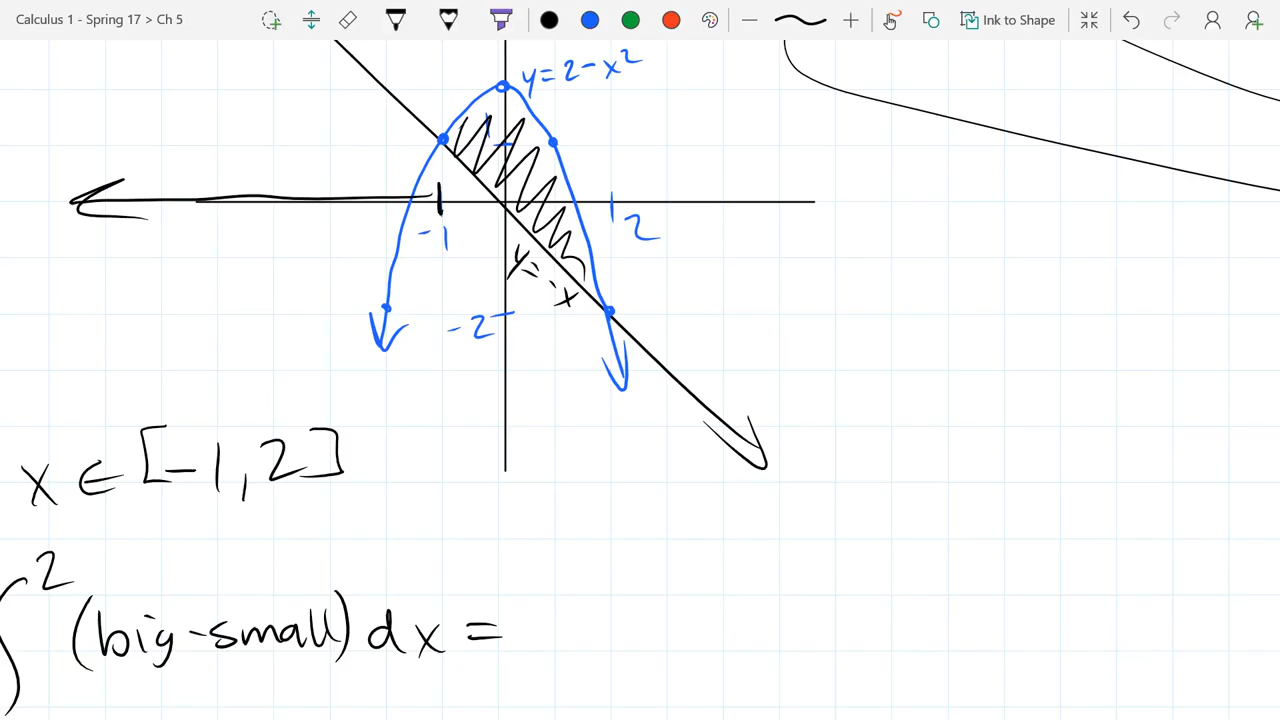 Calculus 1 - Spring 17 > Ch 5
Ink to Shape
y = 2 - x²
1
-1
2
y = -x
-2
x ∈ [-1, 2]
∫² (big - small) dx =